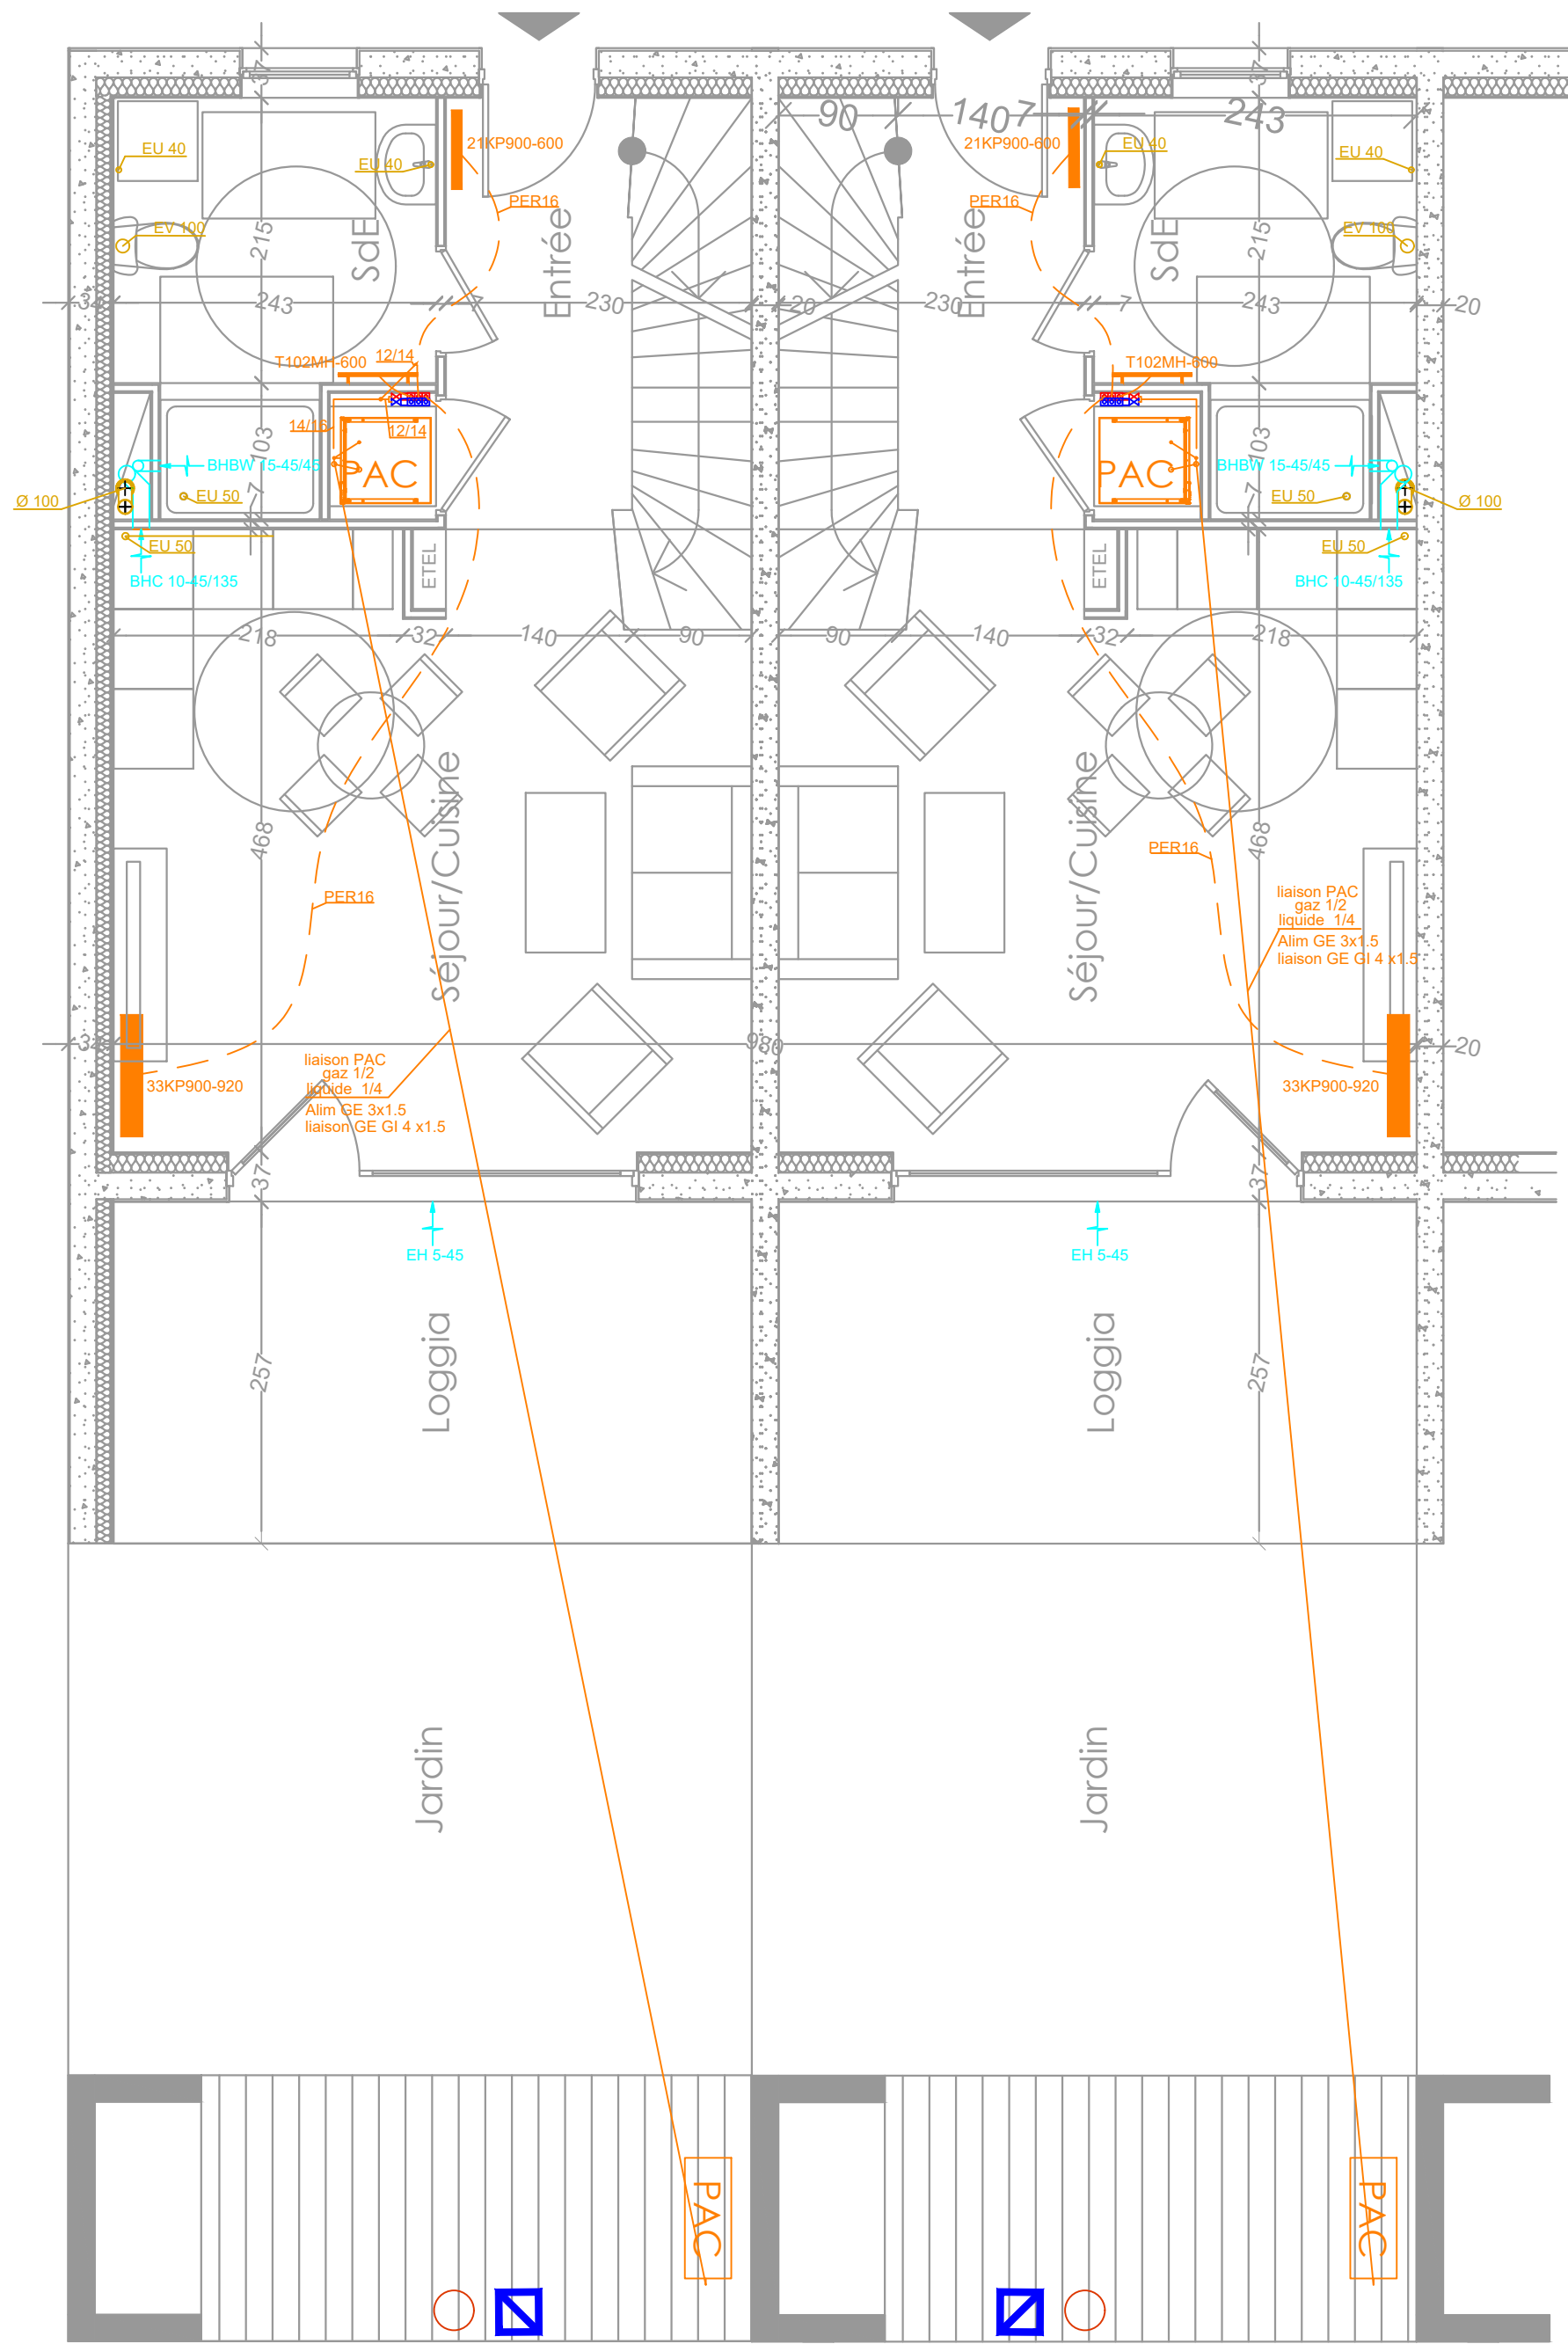 37
37
90
140
7
243
EU 40
EU 40
21KP900-600
21KP900-600
EU 40
EU 40
PER16
PER16
EV 100
EV 100
215
SdE
Entrée
Entrée
SdE
215
34
243
7
230
20
230
7
243
20
T102MH-600
12/14
T102MH-600
14/16
12/14
103
103
BHBW 15-45/45
PAC
PAC
BHBW 15-45/45
7
7
Ø 100
EU 50
EU 50
Ø 100
EU 50
EU 50
ETEL
ETEL
BHC 10-45/135
BHC 10-45/135
218
32
140
90
90
140
32
218
468
Séjour/Cuisine
Séjour/Cuisine
468
PER16
PER16
liaison PAC
gaz 1/2
liquide 1/4
Alim GE 3x1.5
liaison GE GI 4 x1.5
34
980
20
liaison PAC
gaz 1/2
liquide 1/4
Alim GE 3x1.5
liaison GE GI 4 x1.5
33KP900-920
33KP900-920
37
37
EH 5-45
EH 5-45
257
Loggia
Loggia
257
Jardin
Jardin
PAC
PAC